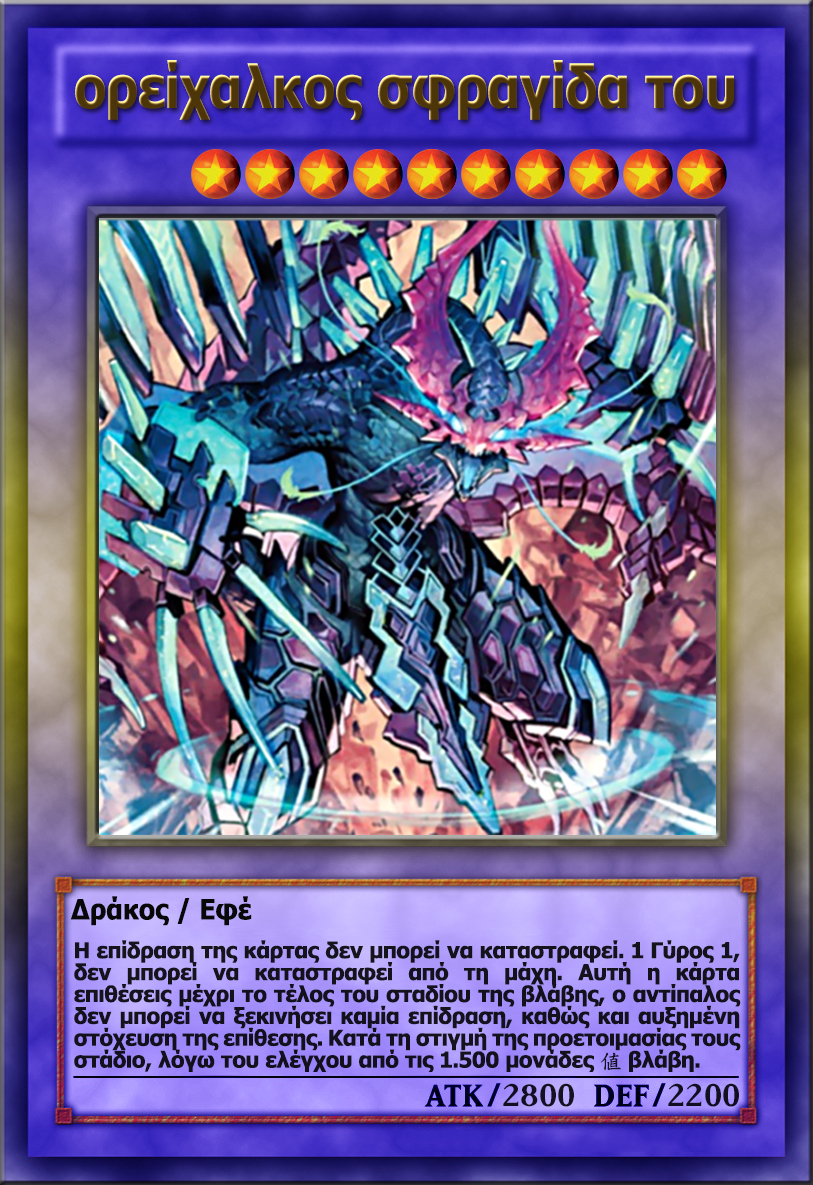 ορείχαλκος σφραγίδα του
Δράκος / Εφέ
Η επίδραση της κάρτας δεν μπορεί να καταστραφεί. 1 Γύρος 1,
δεν μπορεί να καταστραφεί από τη μάχη. Αυτή η κάρτα
επιθέσεις μέχρι το τέλος του σταδίου της βλάβης, ο αντίπαλος
δεν μπορεί να ξεκινήσει καμία επίδραση, καθώς και αυξημένη
στόχευση της επίθεσης. Κατά τη στιγμή της προετοιμασίας τους
στάδιο, λόγω του ελέγχου από τις 1.500 μονάδες 値 βλάβη.
ATK/2800 DEF/2200